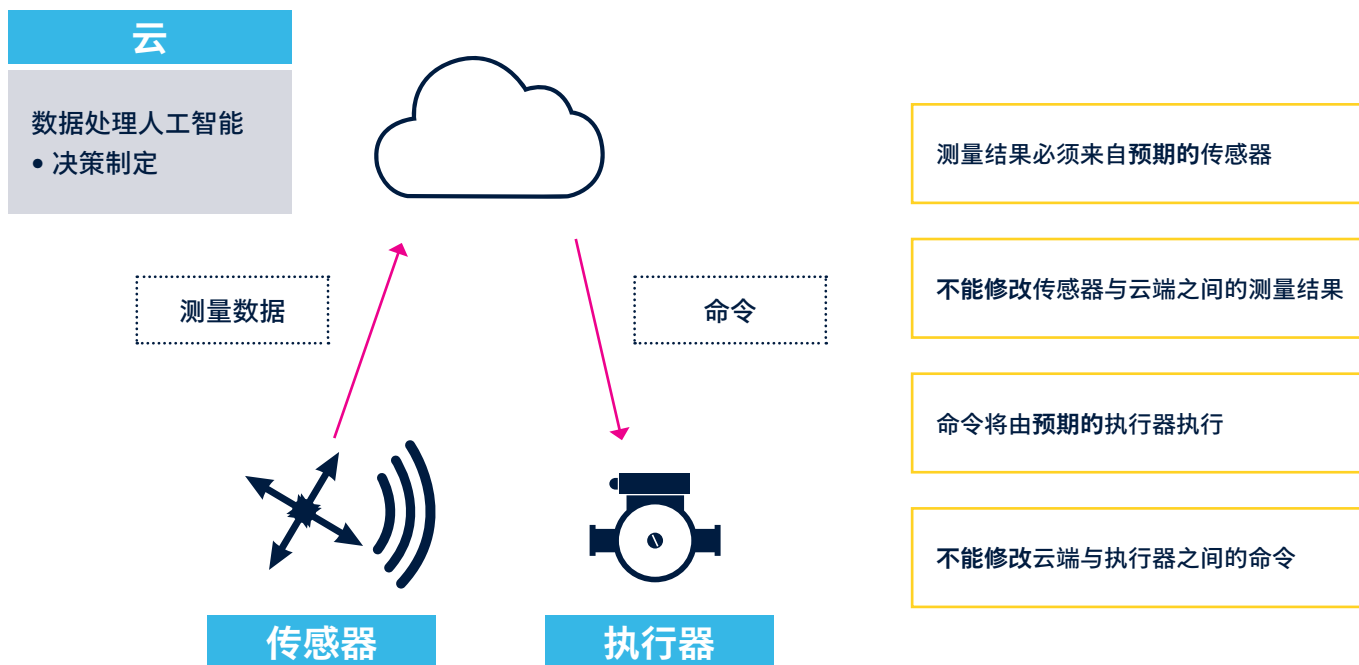 云
数据处理人工智能
• 决策制定
测量数据
命令
传感器
执行器
测量结果必须来自预期的传感器
不能修改传感器与云端之间的测量结果
命令将由预期的执行器执行
不能修改云端与执行器之间的命令